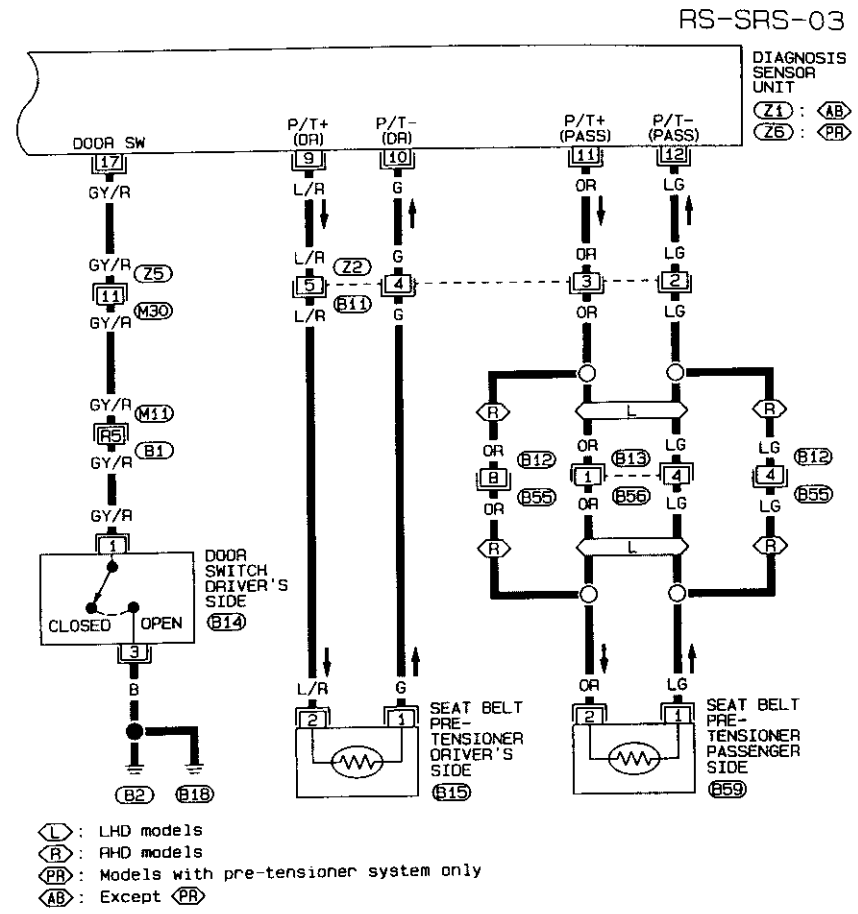 RS-SRS-03
DIAGNOSIS
SENSOR
UNIT
Z1 : AB
Z6 : PR
DOOR SW
P/T+
(DR)
P/T-
(DR)
P/T+
(PASS)
P/T-
(PASS)
17 9 10 11 12
GY/R L/R G OR LG
GY/R Z5 L/R Z2 G OR LG
11 5 4 3 2
GY/R M30 L/R B11 G OR LG
R L R
GY/R M11
R5
GY/R B1
OR B12 OR B13 LG LG B12
8 1 4 4
OR B55 OR B56 LG LG B55
R L R
GY/R
1
DOOR
SWITCH
DRIVER'S
SIDE
B14
CLOSED OPEN
3
B
B2 B18
L/R G OR LG
2 1 2 1
SEAT BELT
PRE-
TENSIONER
DRIVER'S
SIDE
B15
SEAT BELT
PRE-
TENSIONER
PASSENGER
SIDE
B59
L : LHD models
R : RHD models
PR : Models with pre-tensioner system only
AB : Except PR